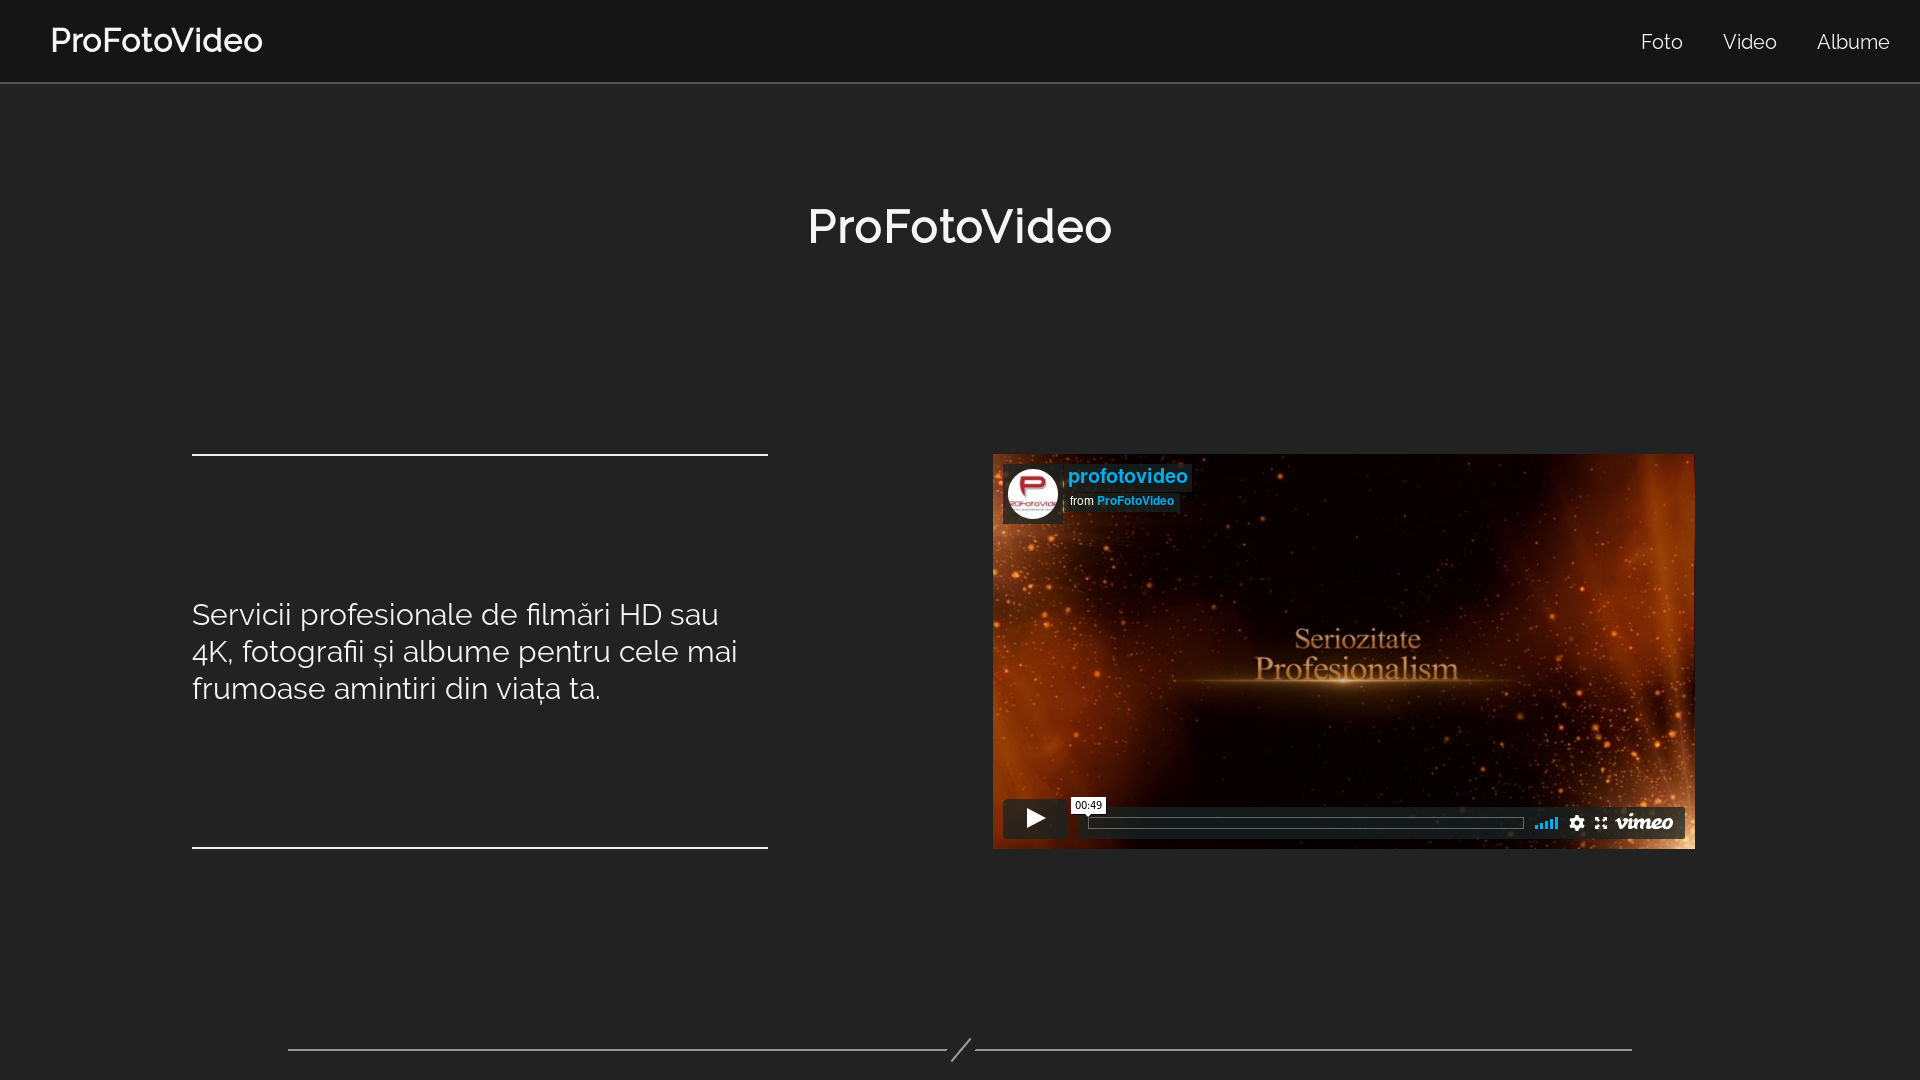 ProFotoVideo
Foto
Video
Albume
ProFotoVideo
Servicii profesionale de filmări HD sau
4K, fotografii și albume pentru cele mai
frumoase amintiri din viața ta.
profotovideo
from ProFotoVideo
Seriozitate
Profesionalism
00:49
vimeo